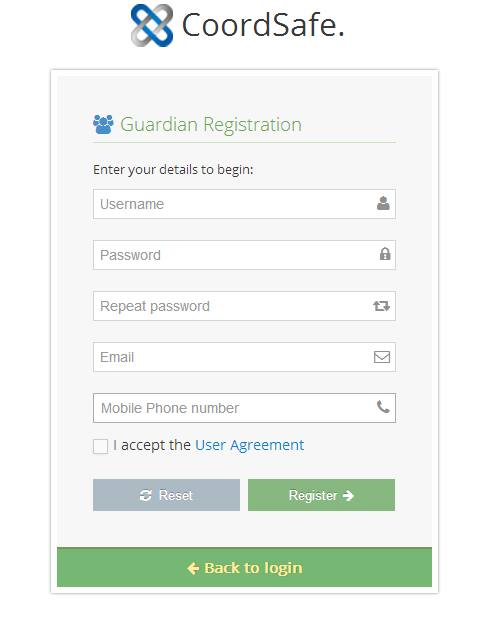 CoordSafe.
Guardian Registration
Enter your details to begin:
Username
Password
Repeat password
Email
Mobile Phone number
I accept the User Agreement
Reset Register
Back to login